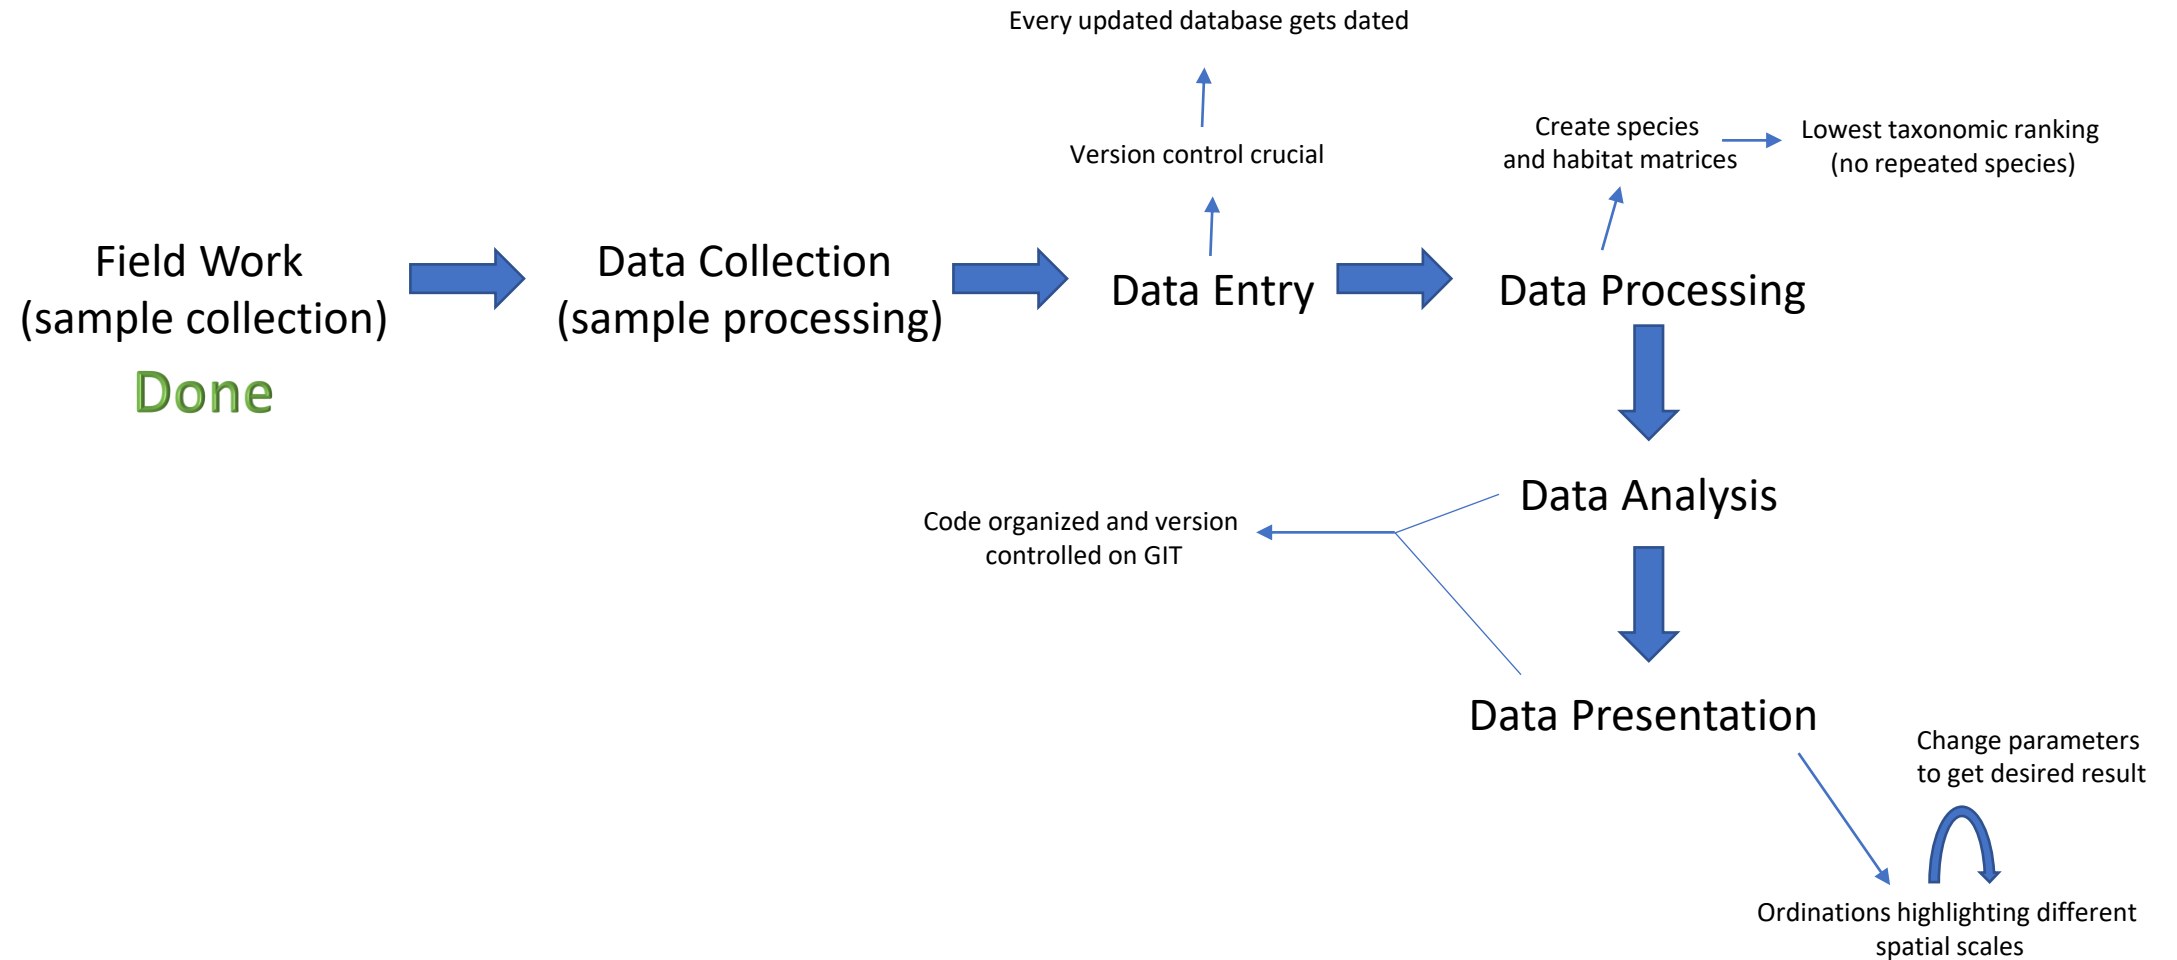 Every updated database gets dated
Version control crucial
Create species
and habitat matrices
Lowest taxonomic ranking
(no repeated species)
Field Work
(sample collection)
Done
Data Collection
(sample processing)
Data Entry
Data Processing
Data Analysis
Code organized and version
controlled on GIT
Data Presentation
Change parameters
to get desired result
Ordinations highlighting different
spatial scales